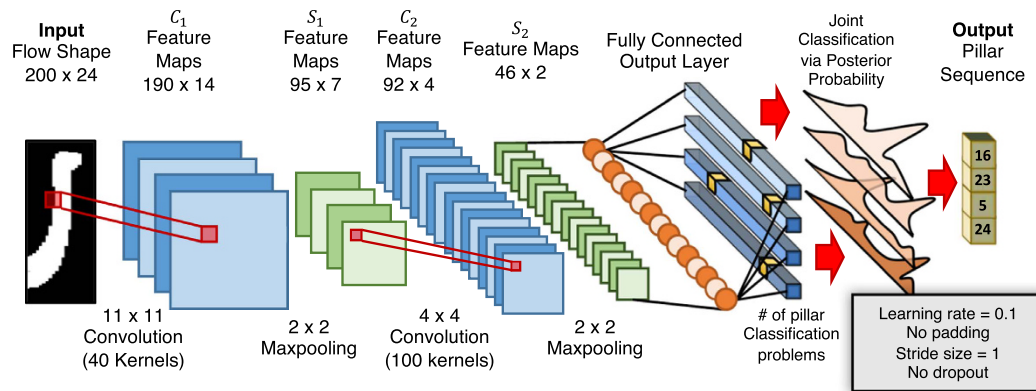 Input
Flow Shape
200 x 24
C₁
Feature
Maps
190 x 14
S₁
Feature
Maps
95 x 7
C₂
Feature
Maps
92 x 4
S₂
Feature Maps
46 x 2
Fully Connected
Output Layer
Joint
Classification
via Posterior
Probability
Output
Pillar
Sequence
16
23
5
24
11 x 11
Convolution
(40 Kernels)
2 x 2
Maxpooling
4 x 4
Convolution
(100 kernels)
2 x 2
Maxpooling
# of pillar
Classification
problems
Learning rate = 0.1
No padding
Stride size = 1
No dropout